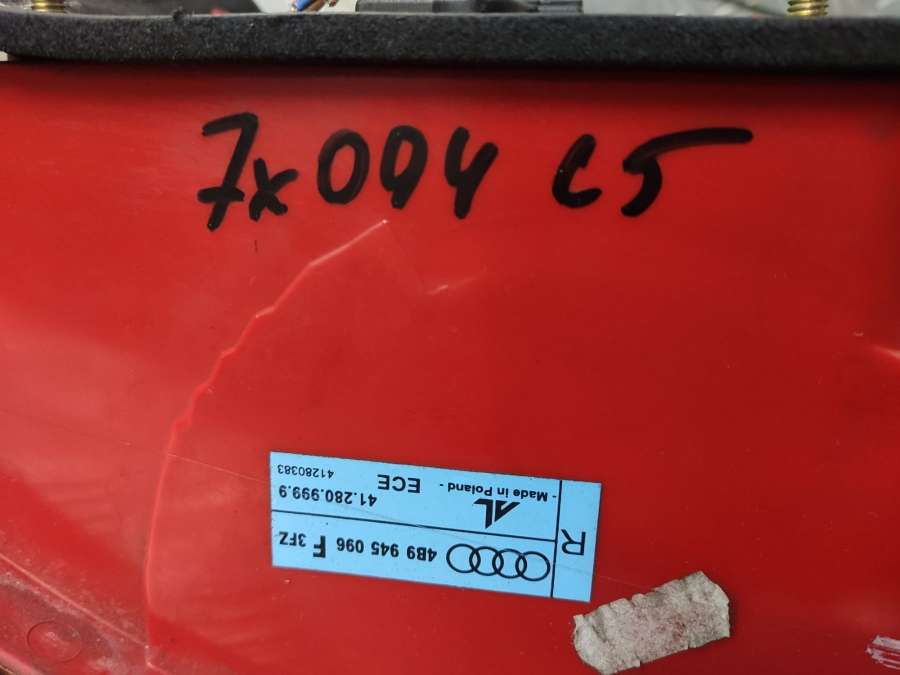 7x094 C5
R
4B9 945 096 F 3FZ
41.280.999.9
AL
- Made in Poland -
ECE
41280383